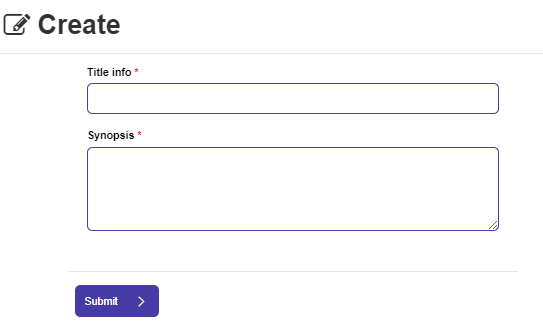 Create
Title info *
Synopsis *
Submit